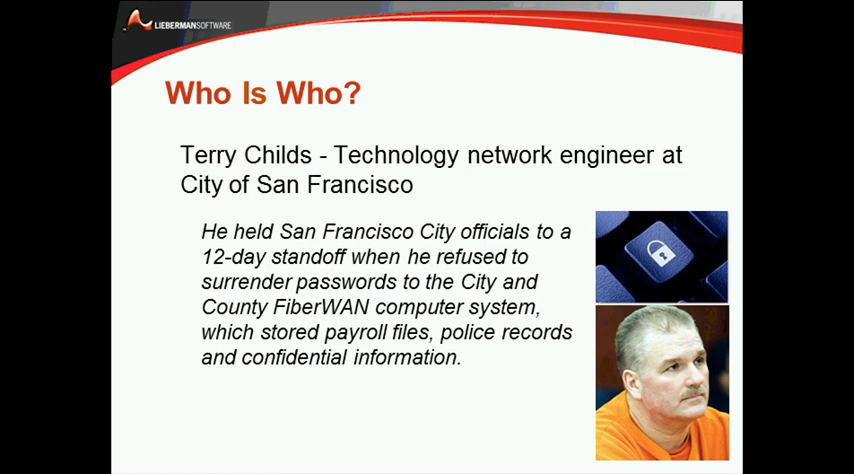 LIEBERMANSOFTWARE
Who Is Who?
Terry Childs - Technology network engineer at
City of San Francisco
He held San Francisco City officials to a
12-day standoff when he refused to
surrender passwords to the City and
County FiberWAN computer system,
which stored payroll files, police records
and confidential information.